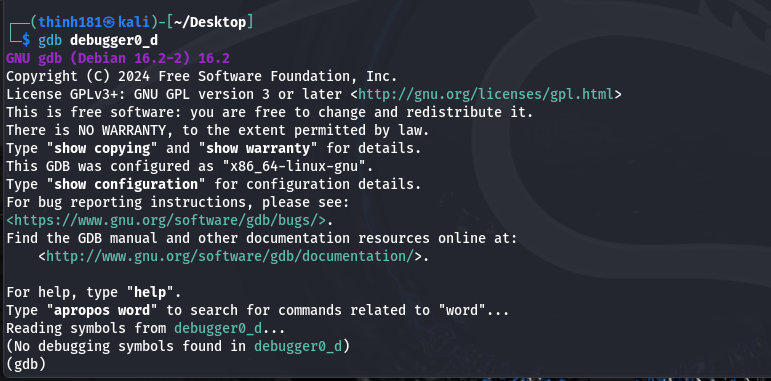 ┌──(thinh181㉿kali)-[~/Desktop]
└─$ gdb debugger0_d
GNU gdb (Debian 16.2-2) 16.2
Copyright (C) 2024 Free Software Foundation, Inc.
License GPLv3+: GNU GPL version 3 or later <http://gnu.org/licenses/gpl.html>
This is free software: you are free to change and redistribute it.
There is NO WARRANTY, to the extent permitted by law.
Type "show copying" and "show warranty" for details.
This GDB was configured as "x86_64-linux-gnu".
Type "show configuration" for configuration details.
For bug reporting instructions, please see:
<https://www.gnu.org/software/gdb/bugs/>.
Find the GDB manual and other documentation resources online at:
    <http://www.gnu.org/software/gdb/documentation/>.

For help, type "help".
Type "apropos word" to search for commands related to "word"...
Reading symbols from debugger0_d...
(No debugging symbols found in debugger0_d)
(gdb)